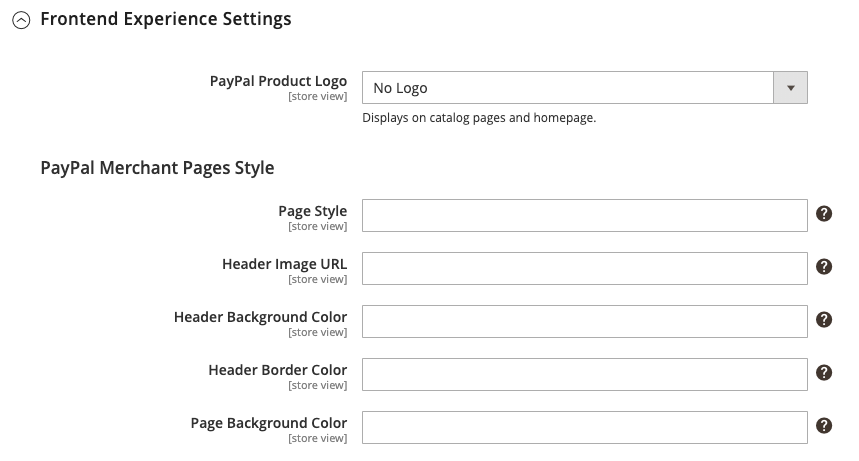 Frontend Experience Settings
PayPal Product Logo
[store view]
No Logo
Displays on catalog pages and homepage.
PayPal Merchant Pages Style
Page Style
[store view]
?
Header Image URL
[store view]
?
Header Background Color
[store view]
?
Header Border Color
[store view]
?
Page Background Color
[store view]
?